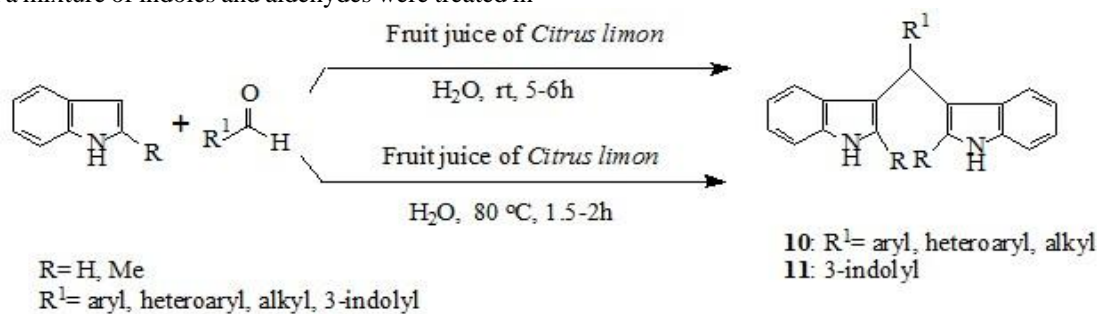 a mixture of indoles and aldehydes were treated in
Fruit juice of Citrus limon
H₂O, rt, 5-6h
R¹
O
N
H
R
+
R¹
H
Fruit juice of Citrus limon
H₂O, 80 °C, 1.5-2h
N
H
R
R
N
H
10: R¹= aryl, heteroaryl, alkyl
11: 3-indolyl
R= H, Me
R¹= aryl, heteroaryl, alkyl, 3-indolyl